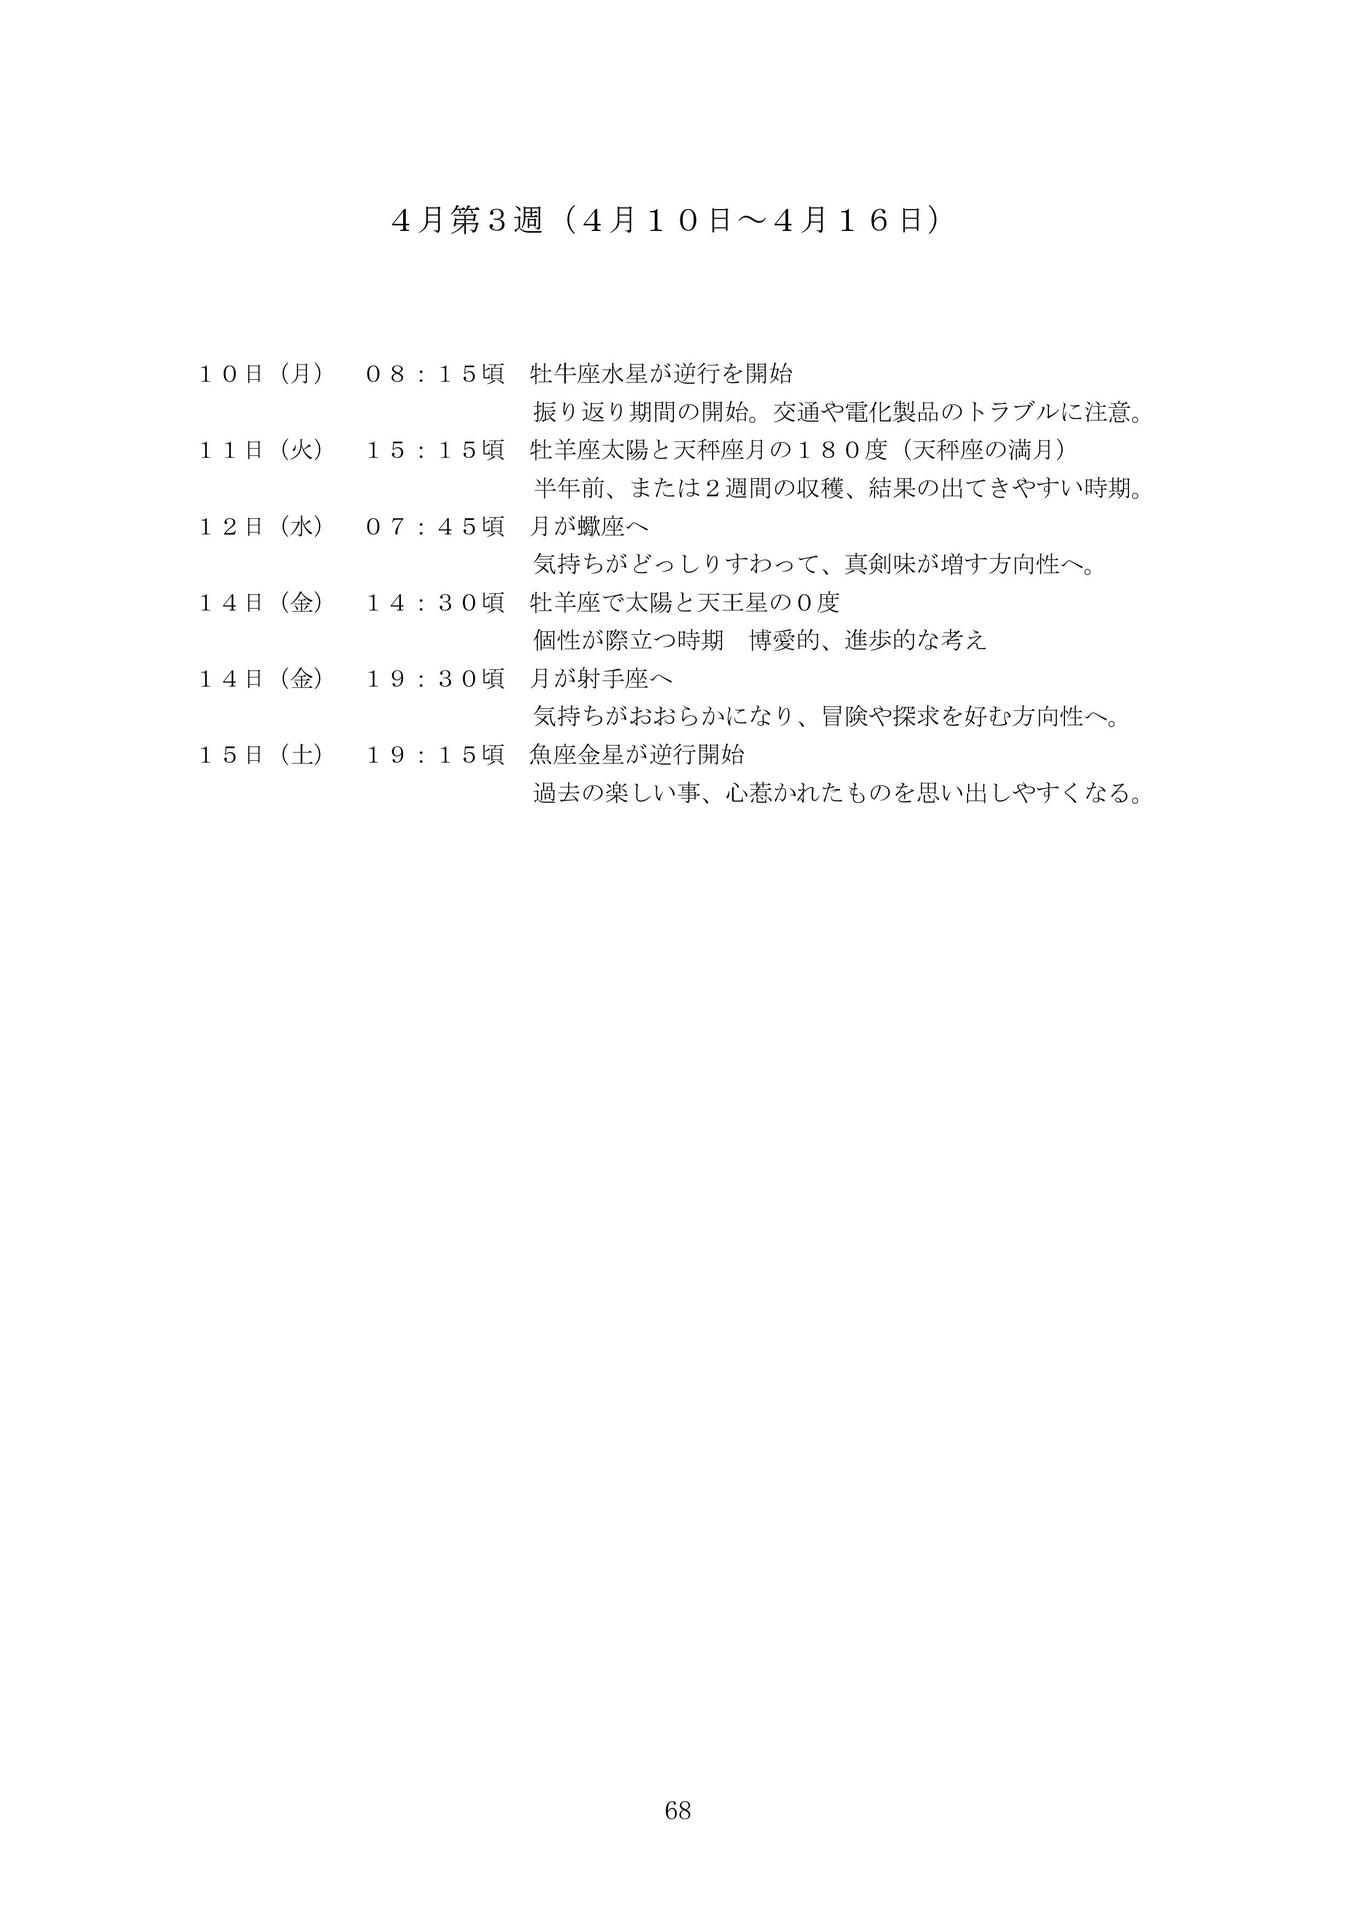 ４月第３週（４月１０日～４月１６日）
１０日（月）　０８：１５頃　牡牛座水星が逆行を開始
振り返り期間の開始。交通や電化製品のトラブルに注意。
１１日（火）　１５：１５頃　牡羊座太陽と天秤座月の１８０度（天秤座の満月）
半年前、または２週間の収穫、結果の出てきやすい時期。
１２日（水）　０７：４５頃　月が蠍座へ
気持ちがどっしりすわって、真剣味が増す方向性へ。
１４日（金）　１４：３０頃　牡羊座で太陽と天王星の０度
個性が際立つ時期　博愛的、進歩的な考え
１４日（金）　１９：３０頃　月が射手座へ
気持ちがおおらかになり、冒険や探求を好む方向性へ。
１５日（土）　１９：１５頃　魚座金星が逆行開始
過去の楽しい事、心惹かれたものを思い出しやすくなる。
68